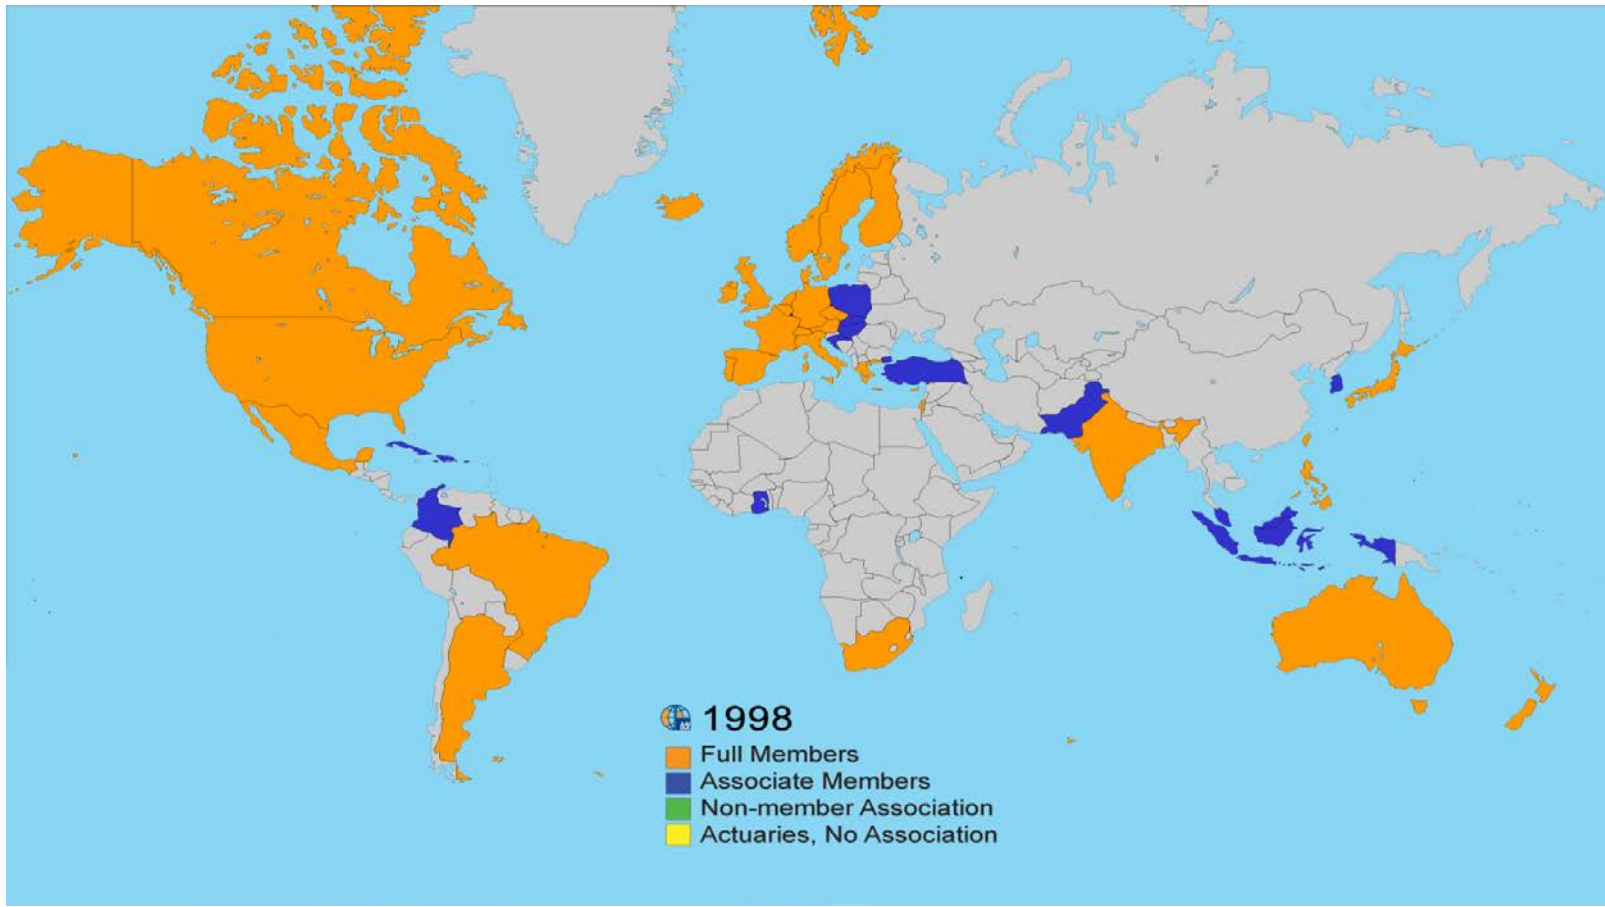 1998
Full Members
Associate Members
Non-member Association
Actuaries, No Association